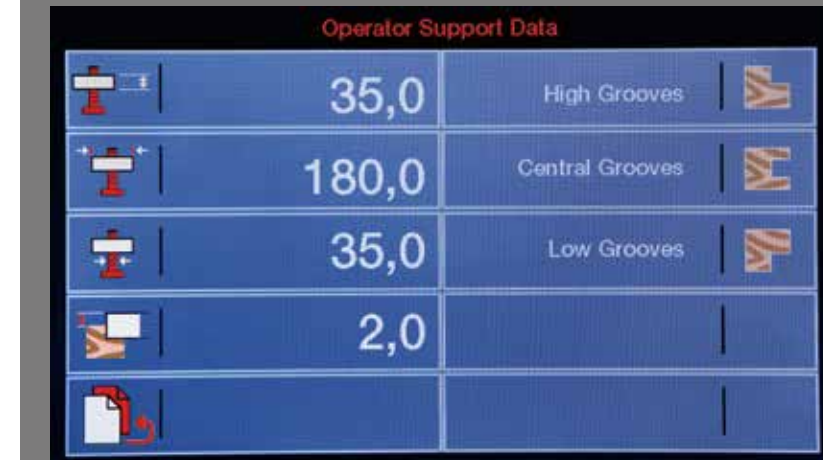 Operator Support Data
35,0 High Grooves
180,0 Central Grooves
35,0 Low Grooves
2,0